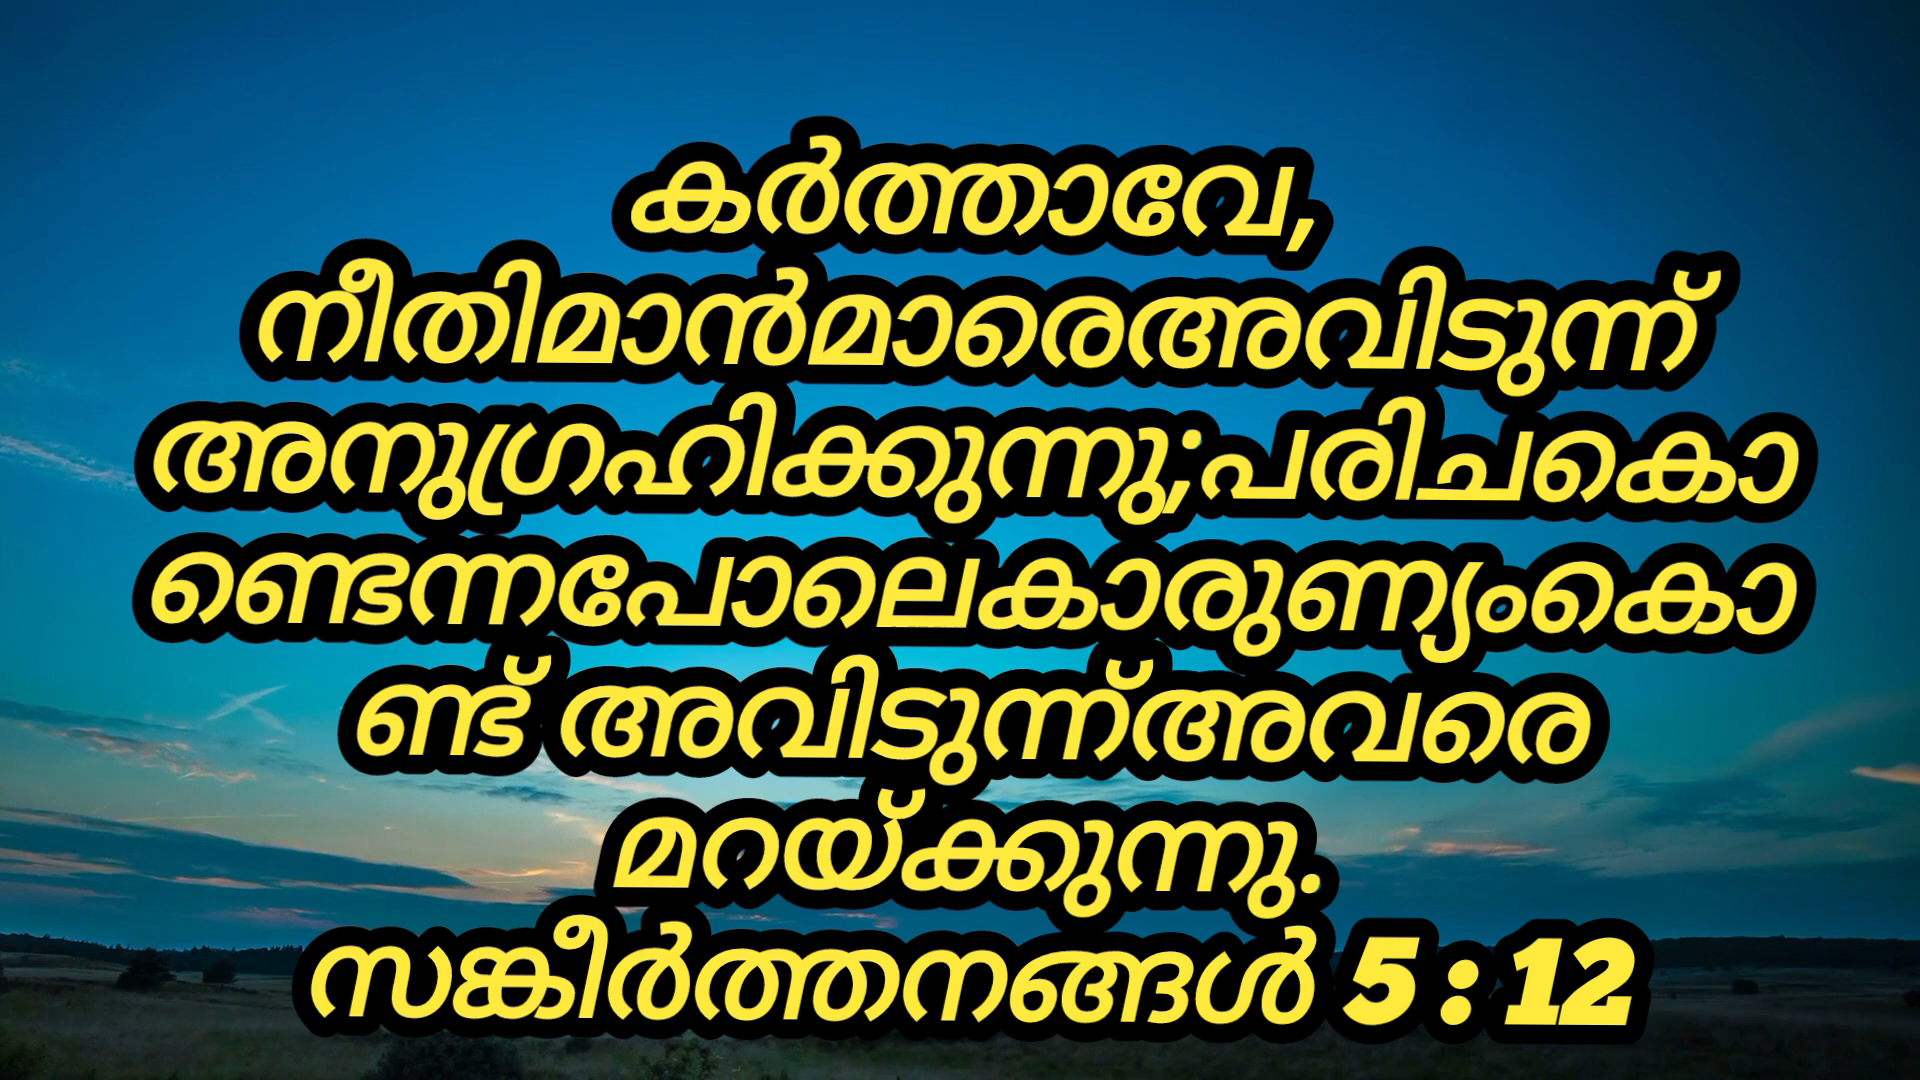 കർത്താവേ,
നീതിമാൻമാരെഅവിടുന്ന്
അനുഗ്രഹിക്കുന്നു;പരിചകൊ
ണ്ടെന്നപോലെകാരുണ്യംകൊ
ണ്ട് അവിടുന്ന്അവരെ
മറയ്ക്കുന്നു.
സങ്കീർത്തനങ്ങൾ 5 : 12